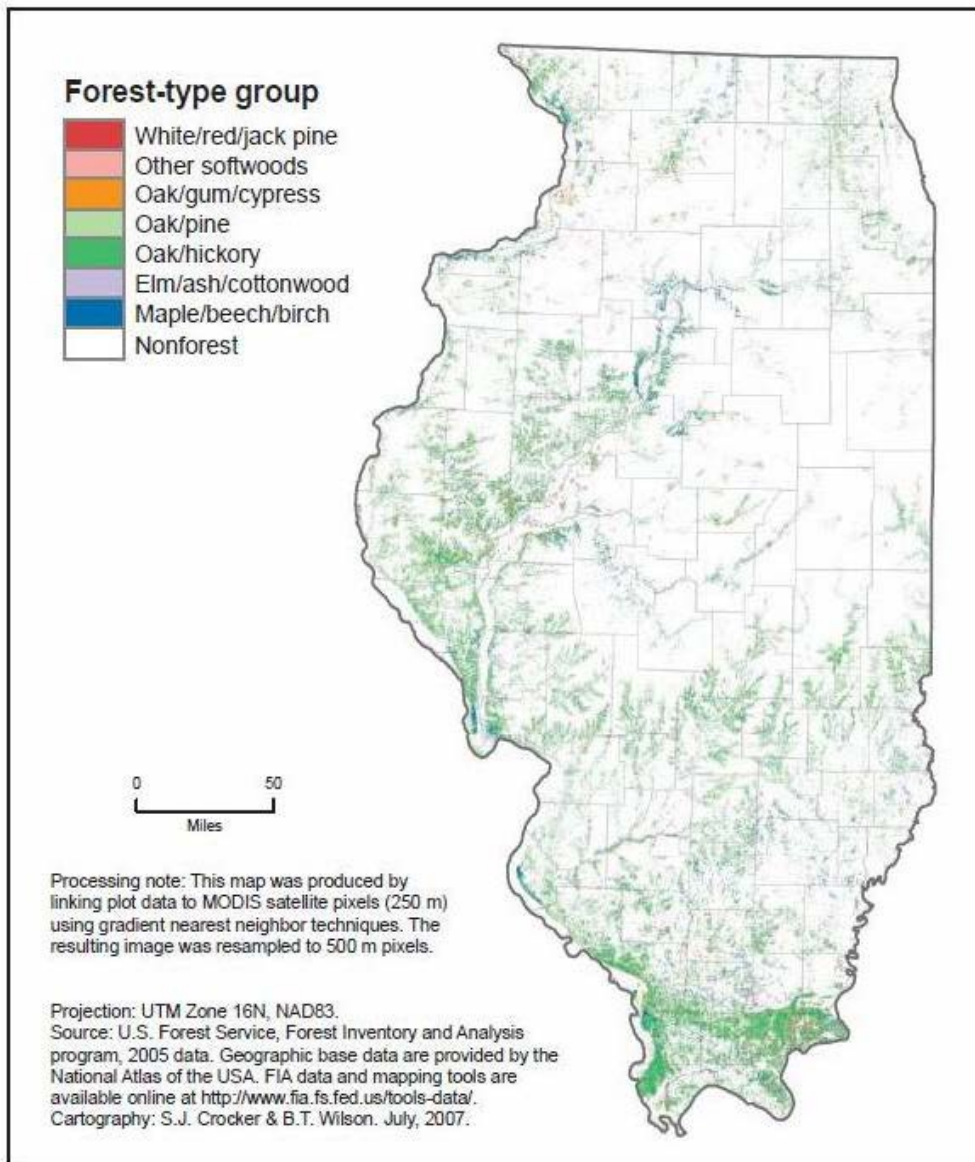 Forest-type group
White/red/jack pine
Other softwoods
Oak/gum/cypress
Oak/pine
Oak/hickory
Elm/ash/cottonwood
Maple/beech/birch
Nonforest
0 50
Miles
Processing note: This map was produced by
linking plot data to MODIS satellite pixels (250 m)
using gradient nearest neighbor techniques. The
resulting image was resampled to 500 m pixels.
Projection: UTM Zone 16N, NAD83.
Source: U.S. Forest Service, Forest Inventory and Analysis
program, 2005 data. Geographic base data are provided by the
National Atlas of the USA. FIA data and mapping tools are
available online at http://www.fia.fs.fed.us/tools-data/.
Cartography: S.J. Crocker & B.T. Wilson. July, 2007.